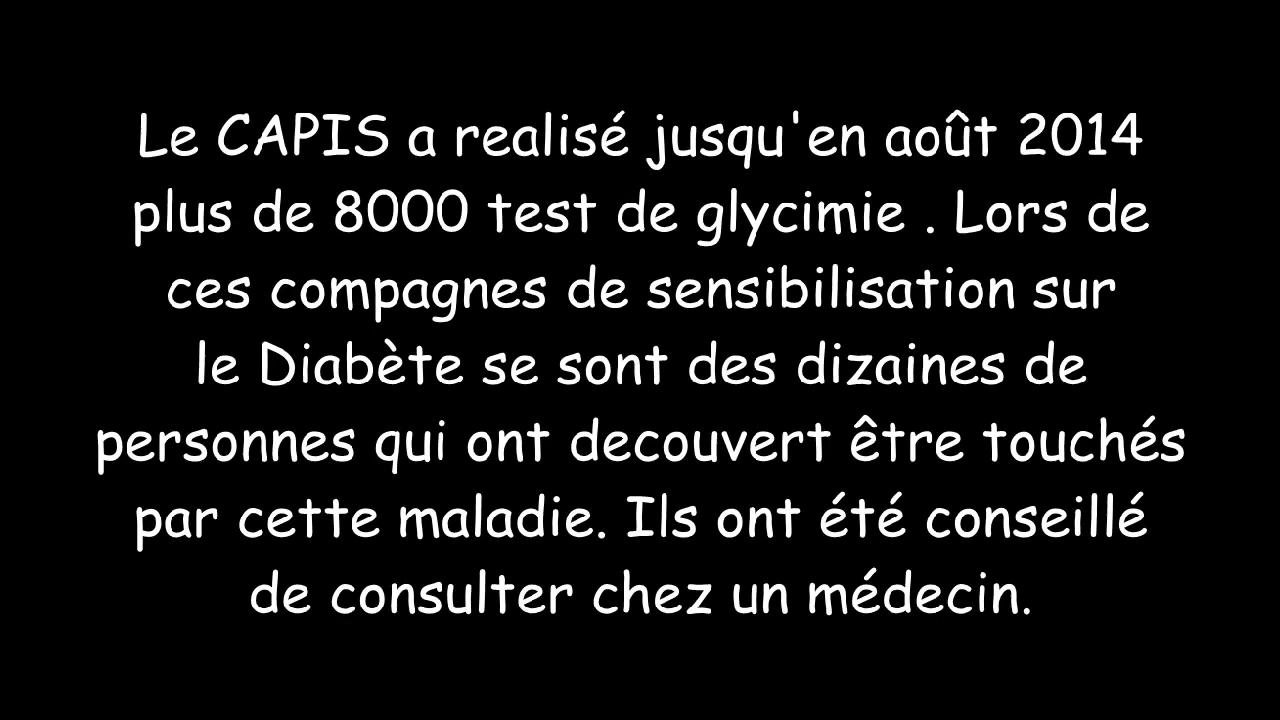 Le CAPIS a realisé jusqu'en août 2014
plus de 8000 test de glycimie . Lors de
ces compagnes de sensibilisation sur
le Diabète se sont des dizaines de
personnes qui ont decouvert être touchés
par cette maladie. Ils ont été conseillé
de consulter chez un médecin.